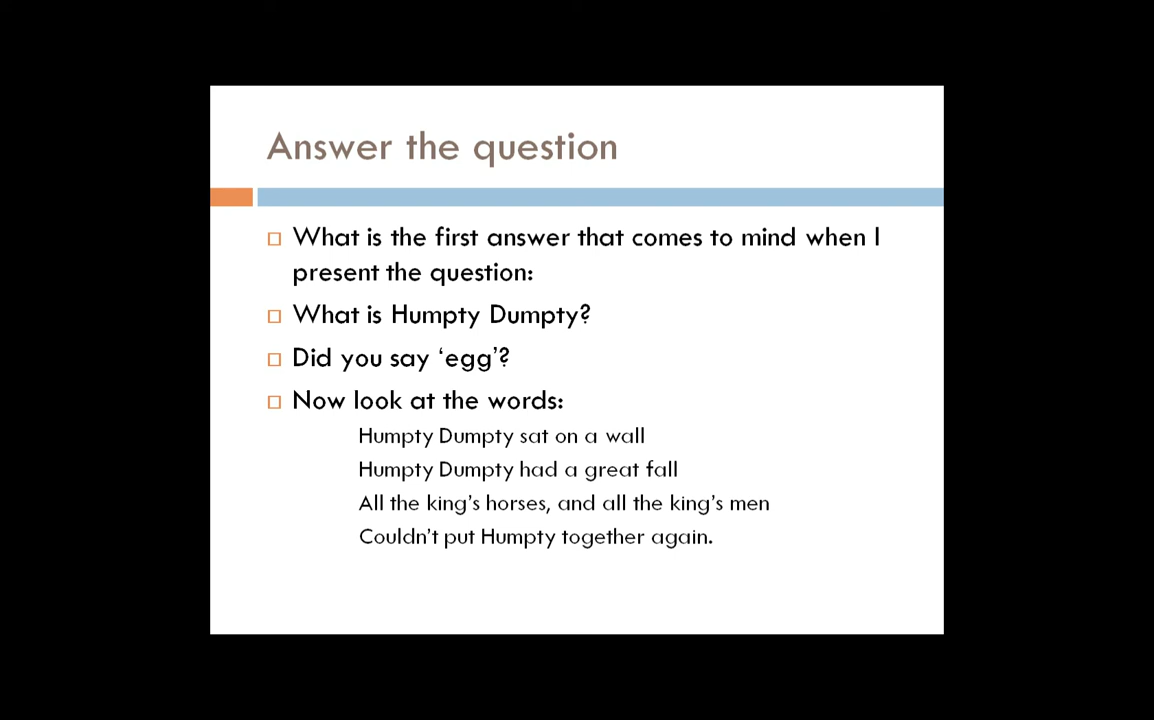 Answer the question
What is the first answer that comes to mind when I
present the question:
What is Humpty Dumpty?
Did you say ‘egg’?
Now look at the words:
Humpty Dumpty sat on a wall
Humpty Dumpty had a great fall
All the king’s horses, and all the king’s men
Couldn’t put Humpty together again.